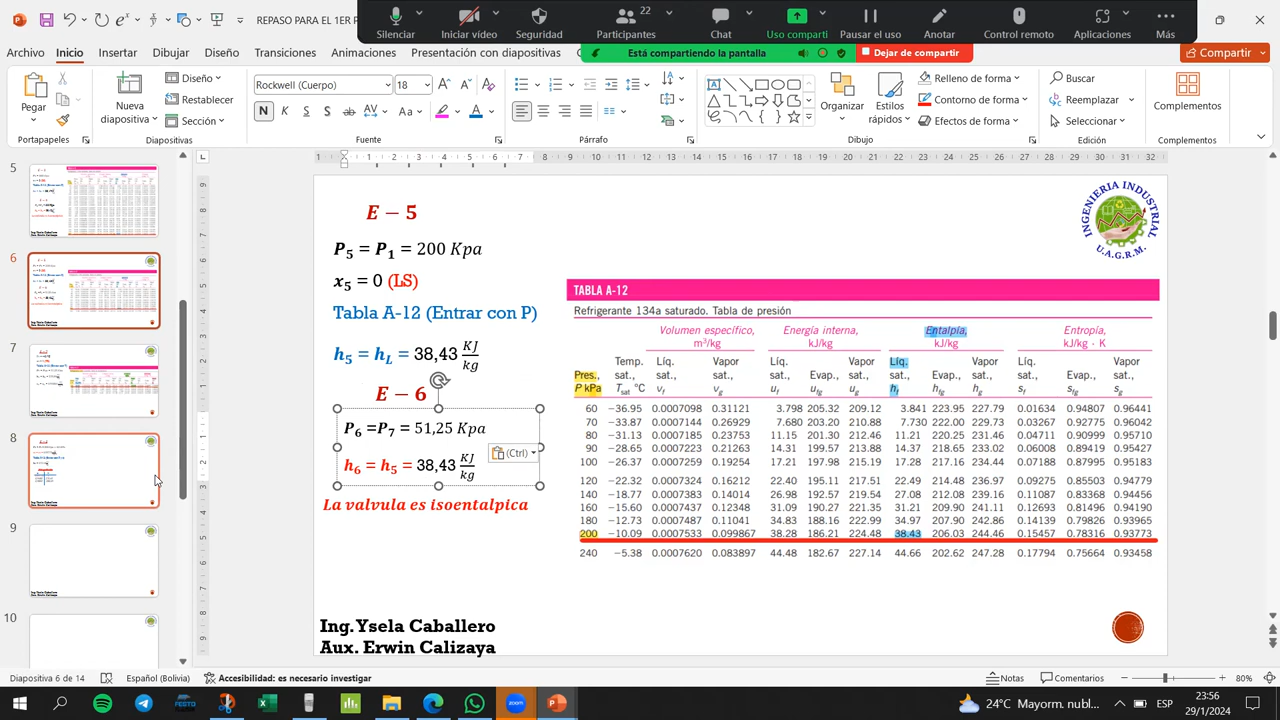 REPASO PARA EL 1ER P
Silenciar
Iniciar vídeo
Seguridad
22
Participantes
Chat
Uso comparti
Pausar el uso
Anotar
Control remoto
Aplicaciones
Más
Está compartiendo la pantalla
Dejar de compartir
Archivo
Inicio
Insertar
Dibujar
Diseño
Transiciones
Animaciones
Presentación con diapositivas
Compartir
Pegar
Nueva
diapositiva
Diseño
Restablecer
Sección
Rockwell (Cuerpo)
18
N K S S ab AV Aa A
Organizar
Estilos
rápidos
Relleno de forma
Contorno de forma
Efectos de forma
Buscar
Reemplazar
Seleccionar
Complementos
Portapapeles
Diapositivas
Fuente
Párrafo
Dibujo
Edición
Complementos
5
6
7
8
9
10
E − 5
P5 = P1 = 200 Kpa
x5 = 0 (LS)
Tabla A-12 (Entrar con P)
h5 = hL = 38,43 KJ/kg
E − 6
P6 =P7 = 51,25 Kpa
(Ctrl)
h6 = h5 = 38,43 KJ/kg
La valvula es isoentalpica
Ing. Ysela Caballero
Aux. Erwin Calizaya
INGENIERIA INDUSTRIAL
U.A.G.R.M.
TABLA A-12
Refrigerante 134a saturado. Tabla de presión
Volumen específico, m³/kg Energía interna, kJ/kg Entalpía, kJ/kg Entropía, kJ/kg · K
Pres., P kPa Temp. Tsat °C Líq. sat., vf Vapor sat., vg Líq. sat., uf Evap., ufg Vapor sat., ug Líq. sat., hf Evap., hfg Vapor sat., hg Líq. sat., sf Evap., sfg Vapor sat., sg
60 −36.95 0.0007098 0.31121 3.798 205.32 209.12 3.841 223.95 227.79 0.01634 0.94807 0.96441
70 −33.87 0.0007144 0.26929 7.680 203.20 210.88 7.730 222.00 229.73 0.03267 0.92775 0.96042
80 −31.13 0.0007185 0.23753 11.15 201.30 212.46 11.21 220.25 231.46 0.04711 0.90999 0.95710
90 −28.65 0.0007223 0.21263 14.31 199.57 213.88 14.37 218.65 233.02 0.06008 0.89419 0.95427
100 −26.37 0.0007259 0.19254 17.21 197.98 215.19 17.28 217.16 234.44 0.07188 0.87995 0.95183
120 −22.32 0.0007324 0.16212 22.40 195.11 217.51 22.49 214.48 236.97 0.09275 0.85503 0.94779
140 −18.77 0.0007383 0.14014 26.98 192.57 219.54 27.08 212.08 239.16 0.11087 0.83368 0.94456
160 −15.60 0.0007437 0.12348 31.09 190.27 221.35 31.21 209.90 241.11 0.12693 0.81496 0.94190
180 −12.73 0.0007487 0.11041 34.83 188.16 222.99 34.97 207.90 242.86 0.14139 0.79826 0.93965
200 −10.09 0.0007533 0.099867 38.28 186.21 224.48 38.43 206.03 244.46 0.15457 0.78316 0.93773
240 −5.38 0.0007620 0.083897 44.48 182.67 227.14 44.66 202.62 247.28 0.17794 0.75664 0.93458
Diapositiva 6 de 14
Español (Bolivia)
Accesibilidad: es necesario investigar
Notas
Comentarios
80%
FESTO
zoom
24°C Mayorm. nubl...
ESP
23:56
29/1/2024